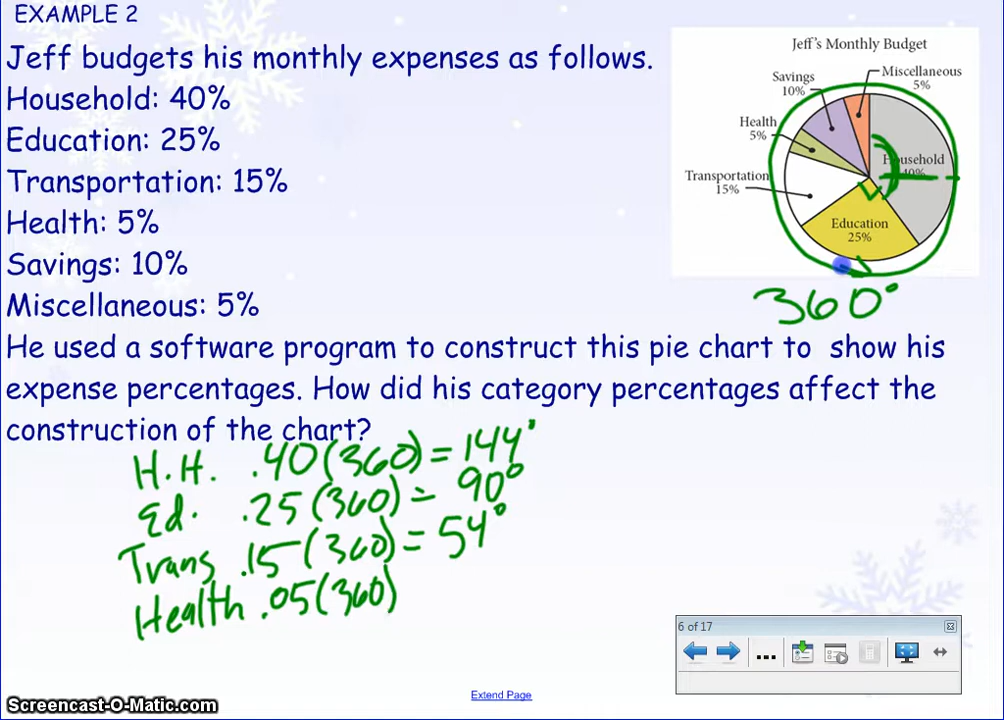 EXAMPLE 2
Jeff budgets his monthly expenses as follows.
Household: 40%
Education: 25%
Transportation: 15%
Health: 5%
Savings: 10%
Miscellaneous: 5%
He used a software program to construct this pie chart to show his
expense percentages. How did his category percentages affect the
construction of the chart?
Jeff's Monthly Budget
Savings
10%
Miscellaneous
5%
Health
5%
Household
40%
Transportation
15%
Education
25%
360°
H.H. .40(360) = 144°
Ed. .25(360) = 90°
Trans .15(360) = 54°
Health .05(360)
6 of 17
...
Extend Page
Screencast-O-Matic.com